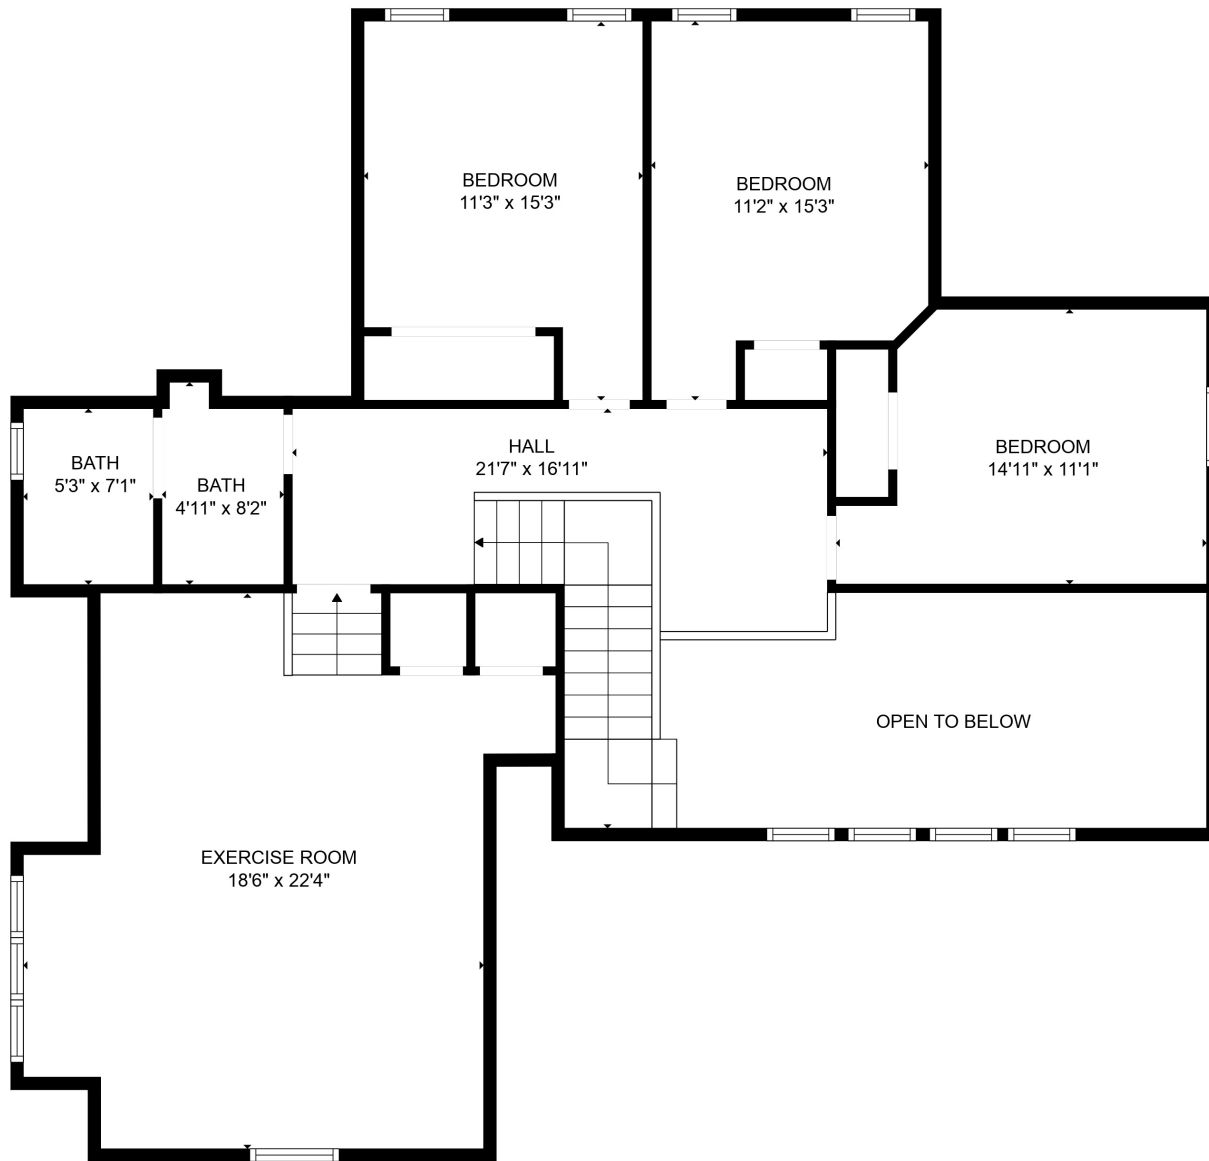 BEDROOM
11'3" x 15'3"
BEDROOM
11'2" x 15'3"
HALL
21'7" x 16'11"
BEDROOM
14'11" x 11'1"
BATH
5'3" x 7'1"
BATH
4'11" x 8'2"
OPEN TO BELOW
EXERCISE ROOM
18'6" x 22'4"